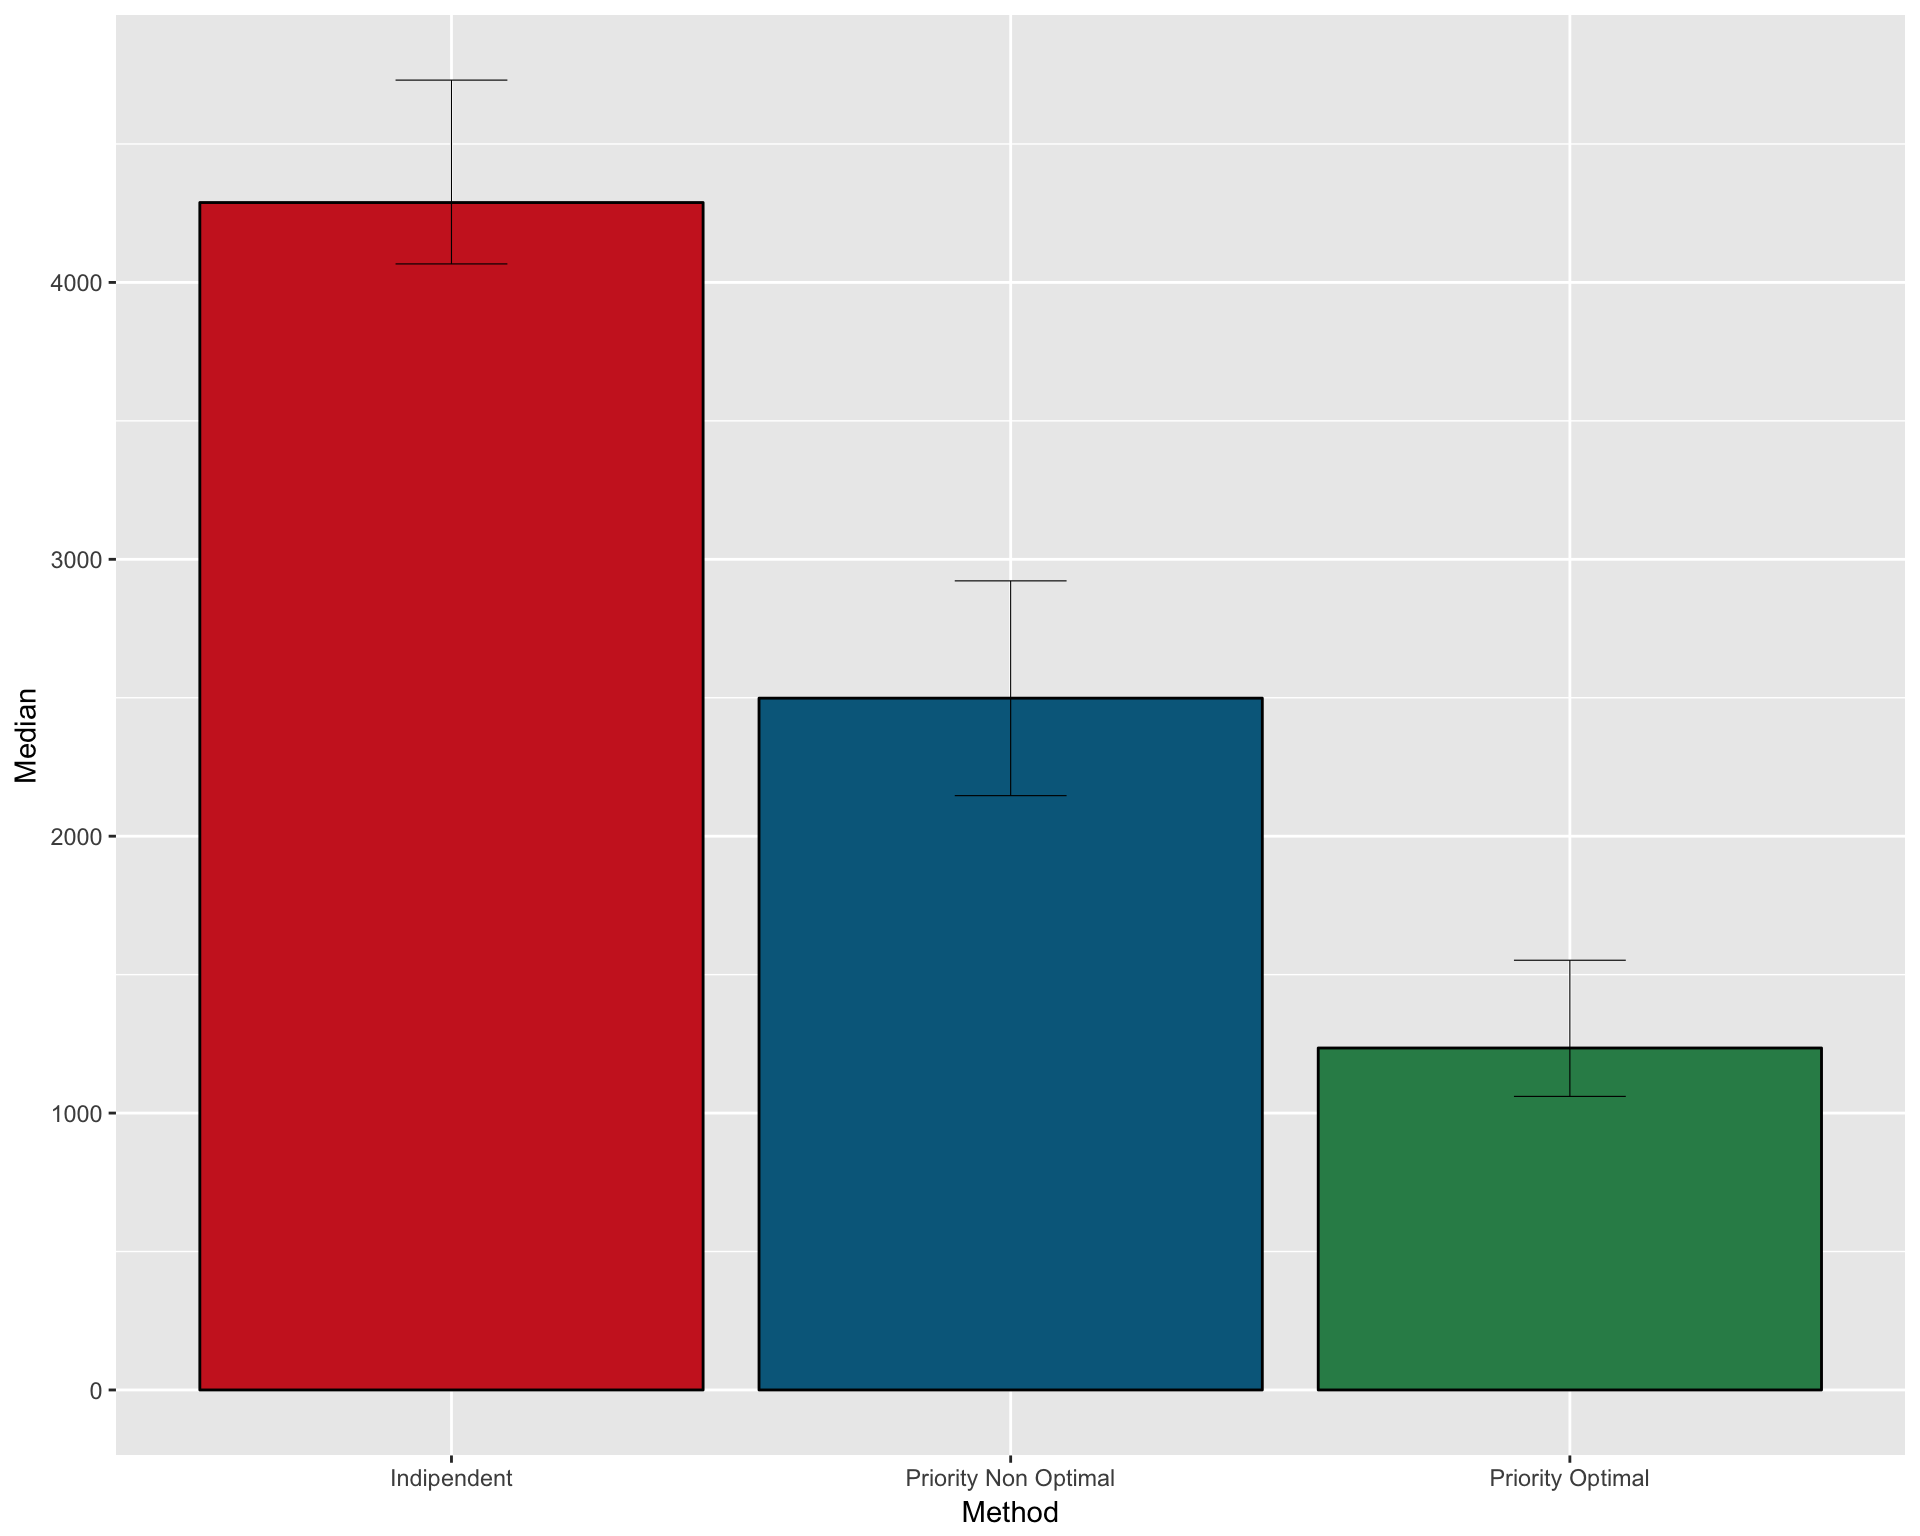 Median
4000
3000
2000
1000
0
Indipendent
Priority Non Optimal
Priority Optimal
Method